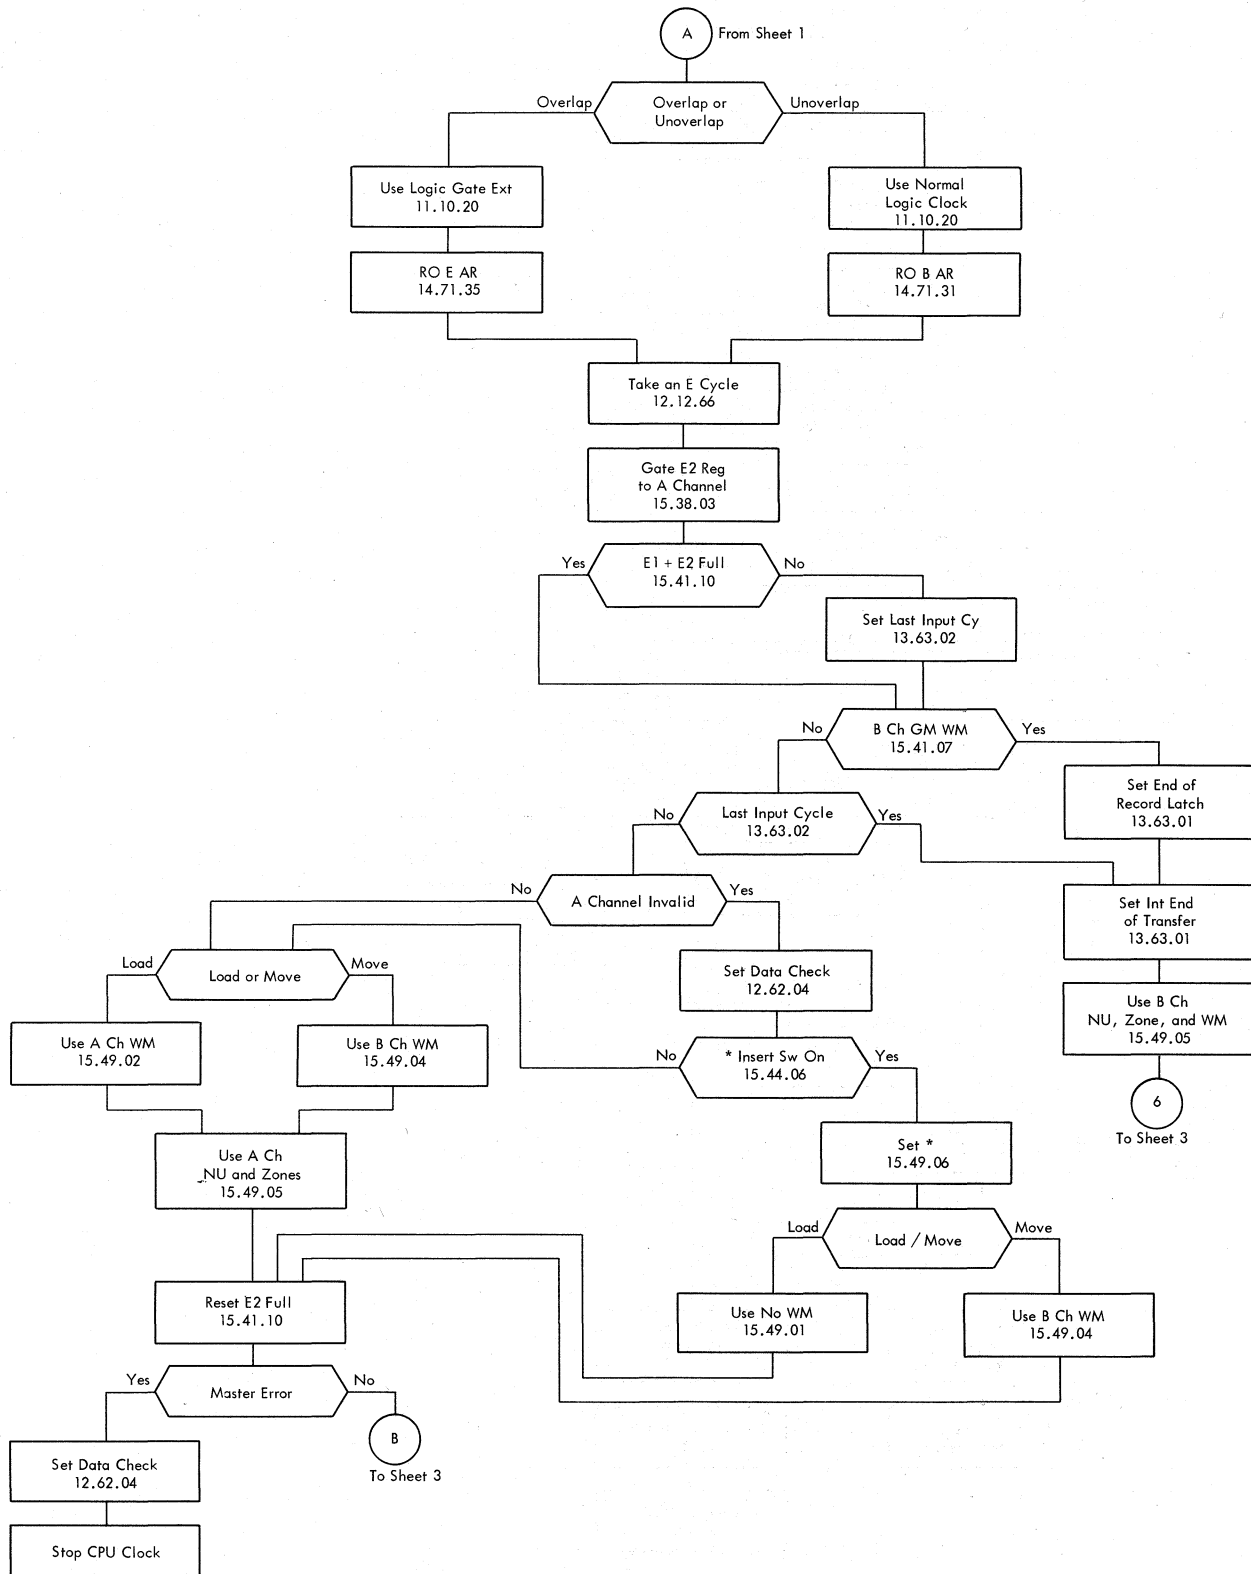 A From Sheet 1
Overlap
Overlap or
Unoverlap
Unoverlap
Use Logic Gate Ext
11.10.20
Use Normal
Logic Clock
11.10.20
RO E AR
14.71.35
RO B AR
14.71.31
Take an E Cycle
12.12.66
Gate E2 Reg
to A Channel
15.38.03
Yes
E1 + E2 Full
15.41.10
No
Set Last Input Cy
13.63.02
No
B Ch GM WM
15.41.07
Yes
Set End of
Record Latch
13.63.01
No
Last Input Cycle
13.63.02
Yes
No
A Channel Invalid
Yes
Set Int End
of Transfer
13.63.01
Load
Load or Move
Move
Set Data Check
12.62.04
Use B Ch
NU, Zone, and WM
15.49.05
Use A Ch WM
15.49.02
Use B Ch WM
15.49.04
No
* Insert Sw On
15.44.06
Yes
6
To Sheet 3
Set *
15.49.06
Use A Ch
NU and Zones
15.49.05
Load
Load / Move
Move
Reset E2 Full
15.41.10
Use No WM
15.49.01
Use B Ch WM
15.49.04
Yes
Master Error
No
B
To Sheet 3
Set Data Check
12.62.04
Stop CPU Clock